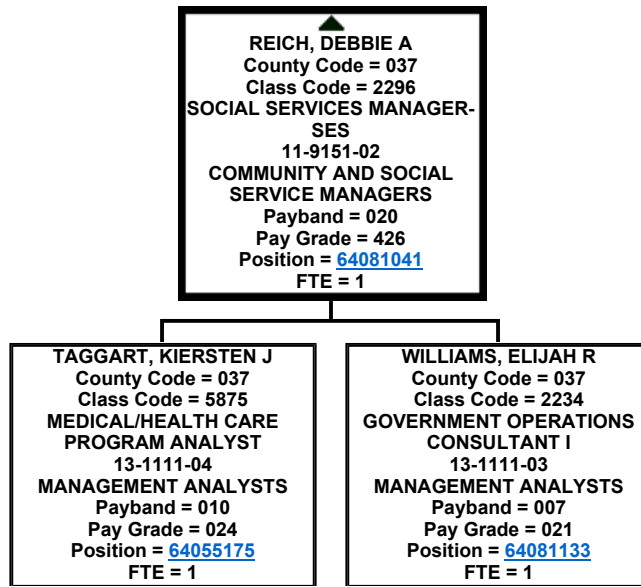 REICH, DEBBIE A
County Code = 037
Class Code = 2296
SOCIAL SERVICES MANAGER-
SES
11-9151-02
COMMUNITY AND SOCIAL
SERVICE MANAGERS
Payband = 020
Pay Grade = 426
Position = 64081041
FTE = 1
TAGGART, KIERSTEN J
County Code = 037
Class Code = 5875
MEDICAL/HEALTH CARE
PROGRAM ANALYST
13-1111-04
MANAGEMENT ANALYSTS
Payband = 010
Pay Grade = 024
Position = 64055175
FTE = 1
WILLIAMS, ELIJAH R
County Code = 037
Class Code = 2234
GOVERNMENT OPERATIONS
CONSULTANT I
13-1111-03
MANAGEMENT ANALYSTS
Payband = 007
Pay Grade = 021
Position = 64081133
FTE = 1